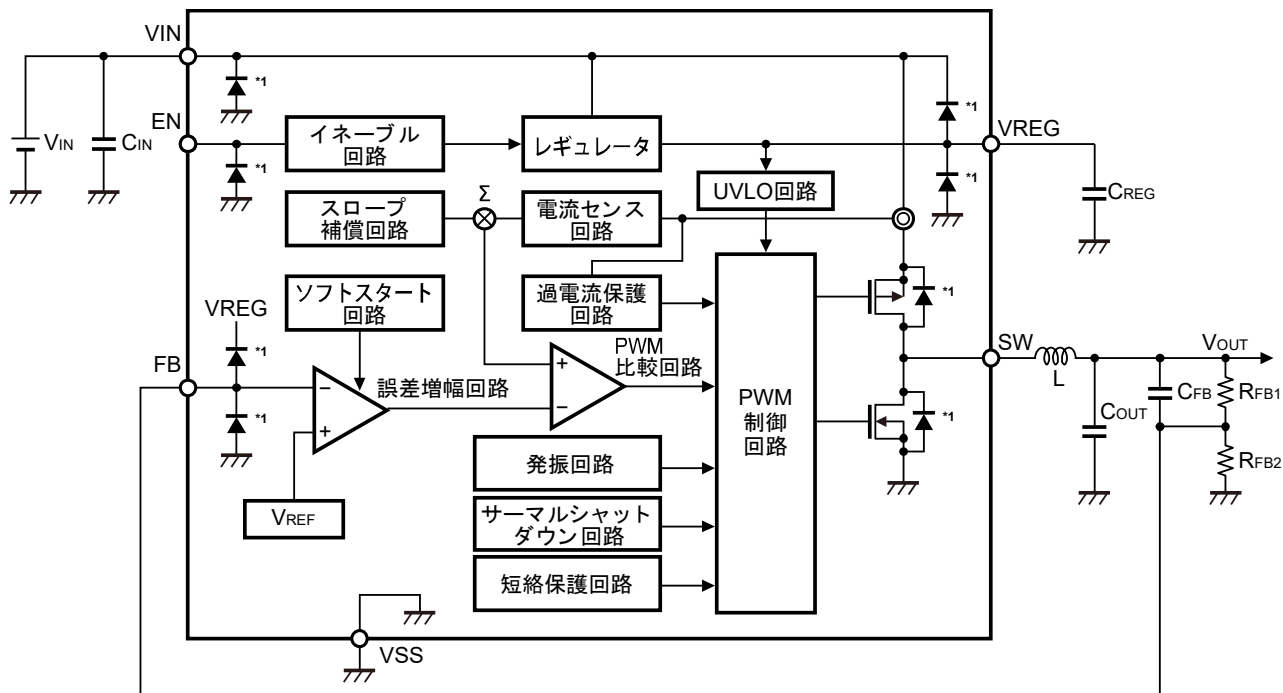 VIN
*1
*1
EN
VIN
CIN
イネーブル
回路
レギュレータ
VREG
*1
*1
UVLO回路
CREG
スロープ
補償回路
Σ
電流センス
回路
ソフトスタート
回路
過電流保護
回路
*1
VREG
*1
FB
*1
誤差増幅回路
PWM
比較回路
PWM
制御
回路
SW
L
VOUT
CFB
RFB1
COUT
RFB2
*1
VREF
発振回路
サーマルシャット
ダウン回路
短絡保護回路
VSS